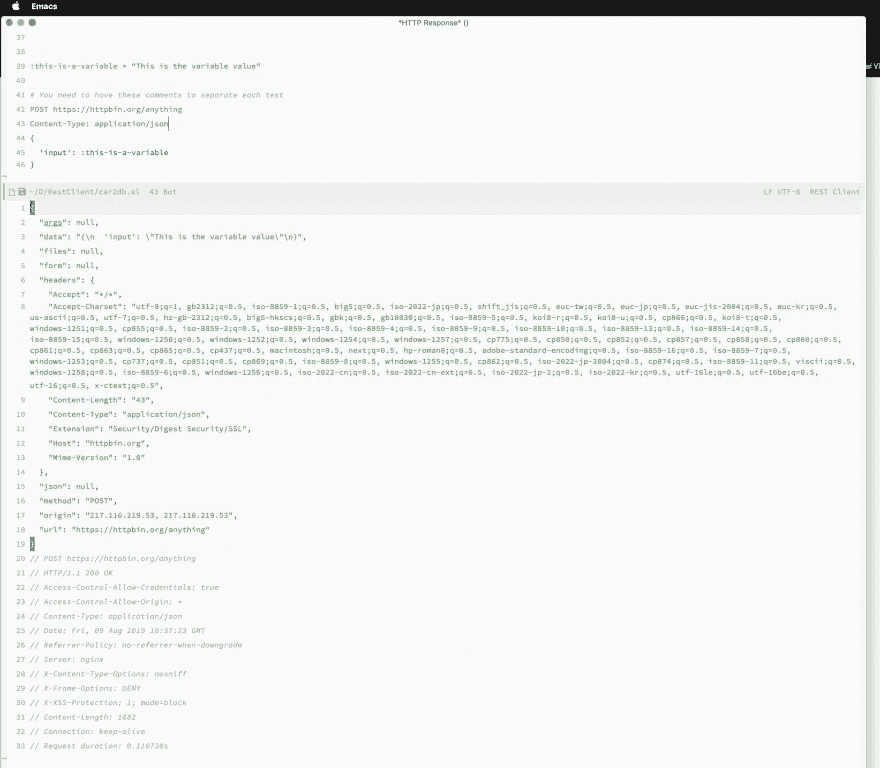 Emacs
*HTTP Response* ()
37
38
39 :this-is-a-variable = "This is the variable value"
40
41 # You need to have these comments to separate each test
42 POST https://httpbin.org/anything
43 Content-Type: application/json
44 {
45 'input': :this-is-a-variable
46 }
~/D/RestClient/car2db.el 43 Bot LF UTF-8 REST Client
1 {
2 "args": null,
3 "data": "{\n  'input': \"This is the variable value\"\n}",
4 "files": null,
5 "form": null,
6 "headers": {
7 "Accept": "*/*",
8 "Accept-Charset": "utf-8;q=1, gb2312;q=0.5, iso-8859-1;q=0.5, big5;q=0.5, iso-2022-jp;q=0.5, shift_jis;q=0.5, euc-tw;q=0.5, euc-jp;q=0.5, euc-jis-2004;q=0.5, euc-kr;q=0.5,
us-ascii;q=0.5, utf-7;q=0.5, hz-gb-2312;q=0.5, big5-hkscs;q=0.5, gbk;q=0.5, gb18030;q=0.5, iso-8859-5;q=0.5, koi8-r;q=0.5, koi8-u;q=0.5, cp866;q=0.5, koi8-t;q=0.5,
windows-1251;q=0.5, cp855;q=0.5, iso-8859-2;q=0.5, iso-8859-3;q=0.5, iso-8859-4;q=0.5, iso-8859-9;q=0.5, iso-8859-10;q=0.5, iso-8859-13;q=0.5, iso-8859-14;q=0.5,
iso-8859-15;q=0.5, windows-1250;q=0.5, windows-1252;q=0.5, windows-1254;q=0.5, windows-1257;q=0.5, cp775;q=0.5, cp850;q=0.5, cp852;q=0.5, cp857;q=0.5, cp858;q=0.5, cp860;q=0.5,
cp861;q=0.5, cp863;q=0.5, cp865;q=0.5, cp437;q=0.5, macintosh;q=0.5, next;q=0.5, hp-roman8;q=0.5, adobe-standard-encoding;q=0.5, iso-8859-16;q=0.5, iso-8859-7;q=0.5,
windows-1253;q=0.5, cp737;q=0.5, cp851;q=0.5, cp869;q=0.5, iso-8859-8;q=0.5, windows-1255;q=0.5, cp862;q=0.5, iso-2022-jp-2004;q=0.5, cp874;q=0.5, iso-8859-11;q=0.5, viscii;q=0.5,
windows-1258;q=0.5, iso-8859-6;q=0.5, windows-1256;q=0.5, iso-2022-cn;q=0.5, iso-2022-cn-ext;q=0.5, iso-2022-jp-2;q=0.5, iso-2022-kr;q=0.5, utf-16le;q=0.5, utf-16be;q=0.5,
utf-16;q=0.5, x-ctext;q=0.5",
9 "Content-Length": "43",
10 "Content-Type": "application/json",
11 "Extension": "Security/Digest Security/SSL",
12 "Host": "httpbin.org",
13 "Mime-Version": "1.0"
14 },
15 "json": null,
16 "method": "POST",
17 "origin": "217.116.219.53, 217.116.219.53",
18 "url": "https://httpbin.org/anything"
19 }
20 // POST https://httpbin.org/anything
21 // HTTP/1.1 200 OK
22 // Access-Control-Allow-Credentials: true
23 // Access-Control-Allow-Origin: *
24 // Content-Type: application/json
25 // Date: Fri, 09 Aug 2019 10:37:23 GMT
26 // Referrer-Policy: no-referrer-when-downgrade
27 // Server: nginx
28 // X-Content-Type-Options: nosniff
29 // X-Frame-Options: DENY
30 // X-XSS-Protection: 1; mode=block
31 // Content-Length: 1682
32 // Connection: keep-alive
33 // Request duration: 0.110738s